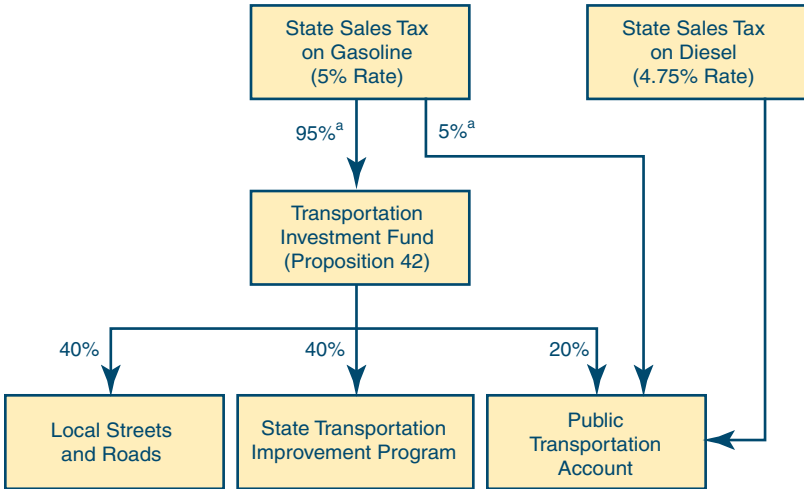 State Sales Tax
on Gasoline
(5% Rate)
State Sales Tax
on Diesel
(4.75% Rate)
95%a
5%a
Transportation
Investment Fund
(Proposition 42)
40%
40%
20%
Local Streets
and Roads
State Transportation
Improvement Program
Public
Transportation
Account